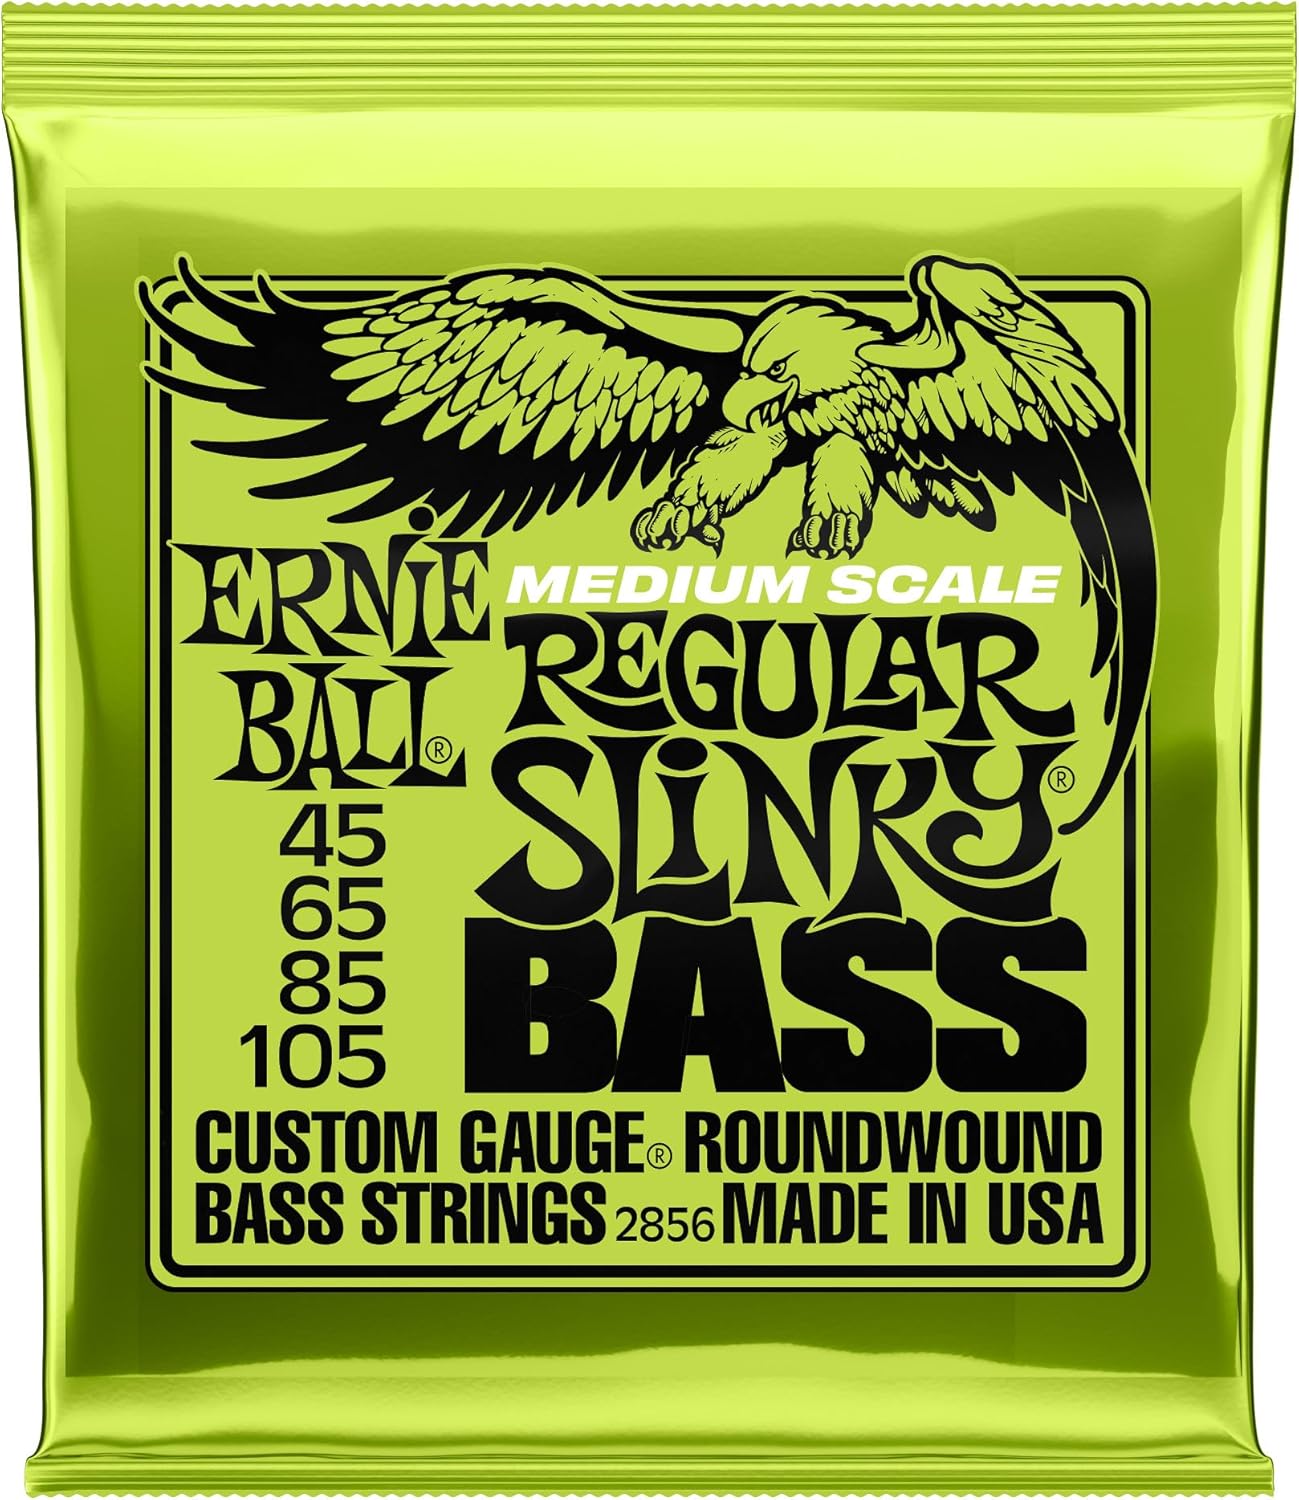 ERNiE
BALL®
MEDIUM SCALE
REGULAR
SLiNKY®
BASS
45
65
85
105
CUSTOM GAUGE® ROUNDWOUND
BASS STRINGS 2856 MADE IN USA